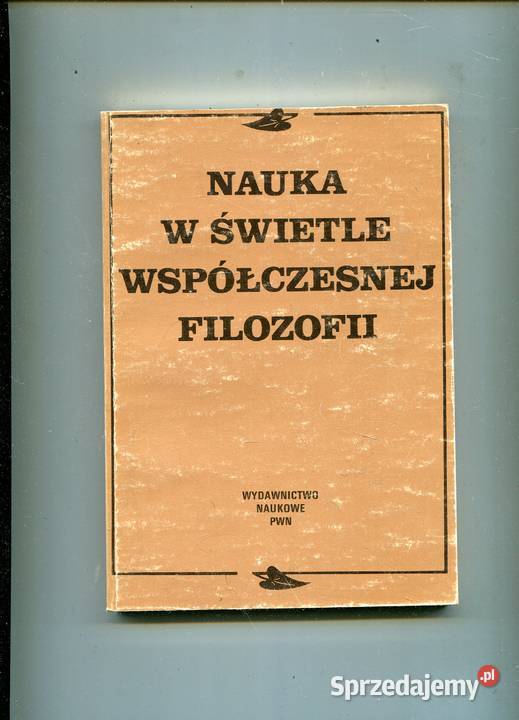 NAUKA
W ŚWIETLE
WSPÓŁCZESNEJ
FILOZOFII
WYDAWNICTWO
NAUKOWE
PWN
Sprzedajemy.pl